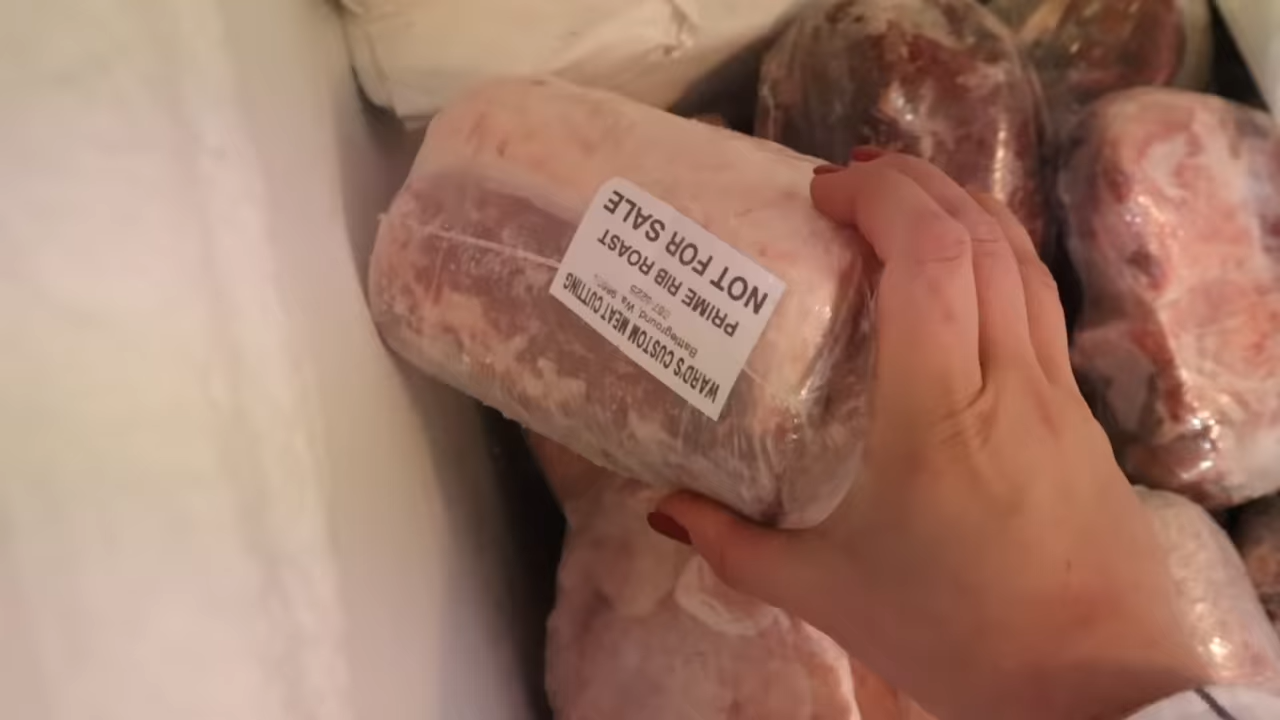 WARD'S CUSTOM MEAT CUTTING
Battleground, Wa.
PRIME RIB ROAST
NOT FOR SALE